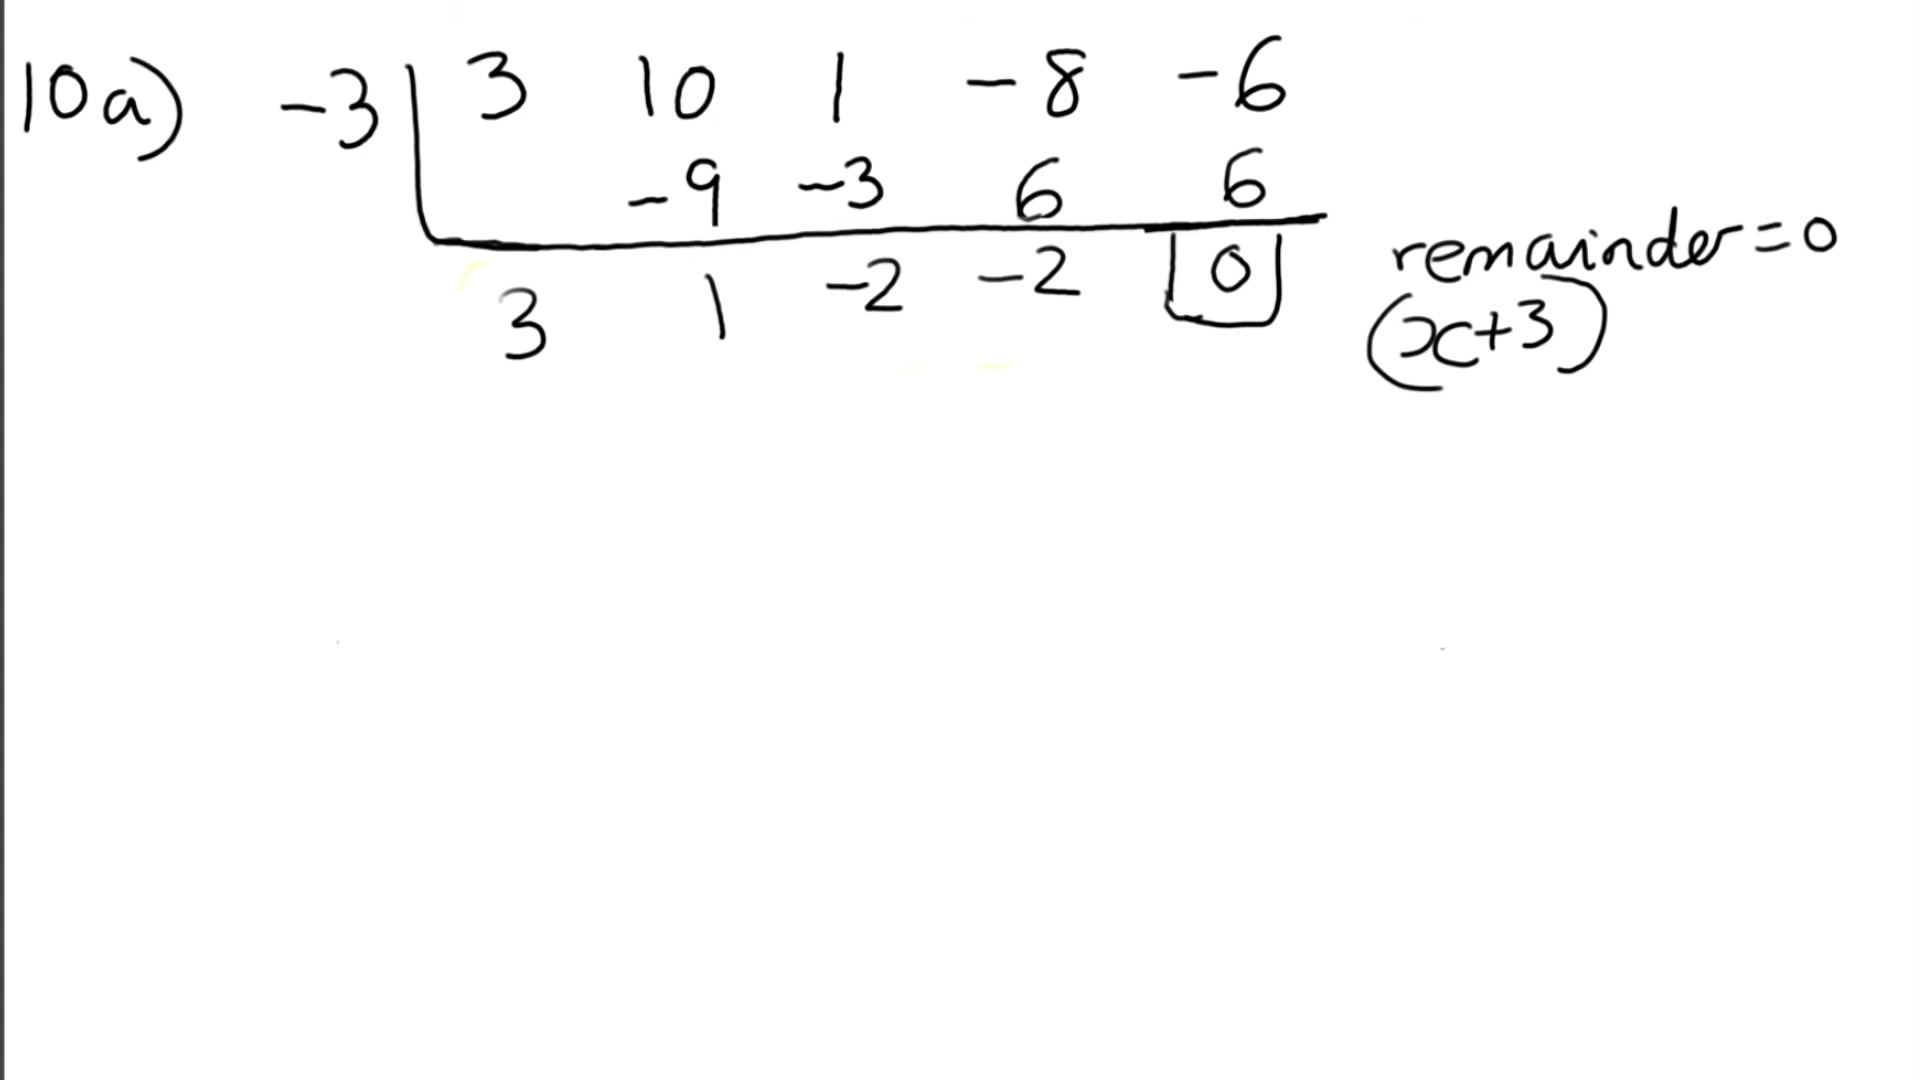 10a) -3 3 10 1 -8 -6
-9 -3 6 6
3 1 -2 -2 0 remainder=0
(x+3)